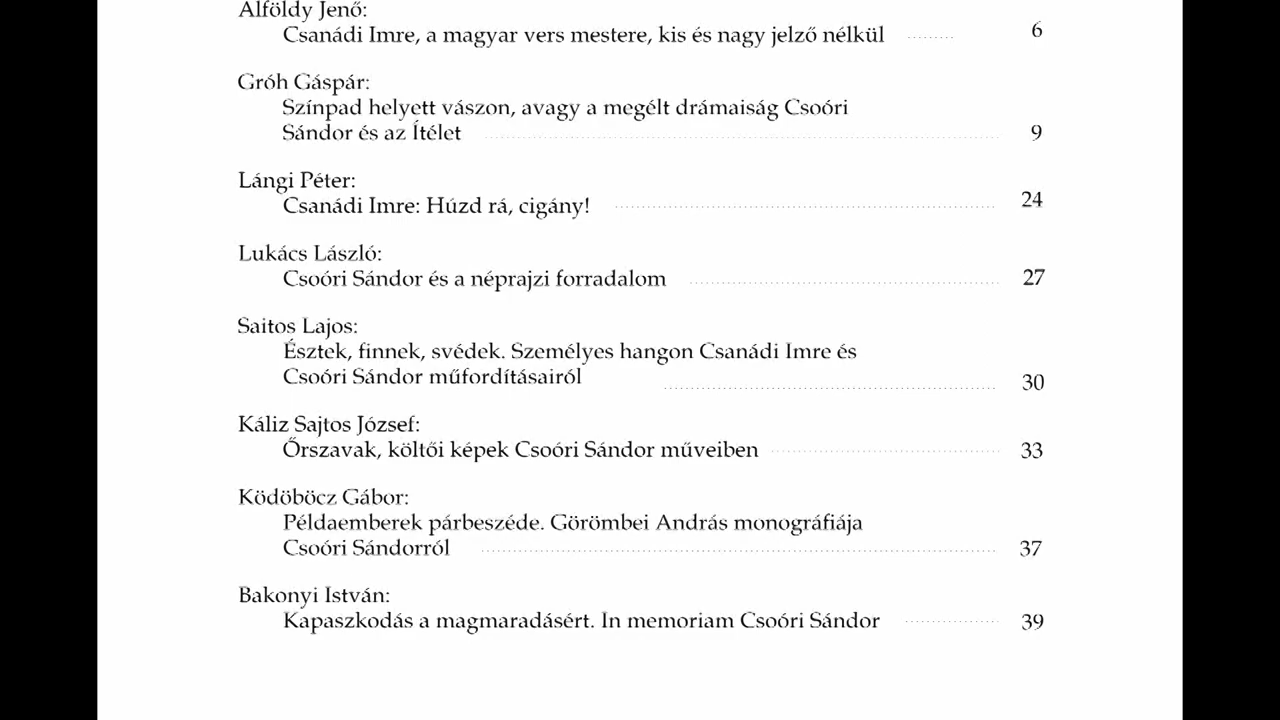 Alföldy Jenő:
Csanádi Imre, a magyar vers mestere, kis és nagy jelző nélkül ......... 6
Gróh Gáspár:
Színpad helyett vászon, avagy a megélt drámaiság Csoóri
Sándor és az Ítélet ......... 9
Lángi Péter:
Csanádi Imre: Húzd rá, cigány! ......... 24
Lukács László:
Csoóri Sándor és a néprajzi forradalom ......... 27
Saitos Lajos:
Észtek, finnek, svédek. Személyes hangon Csanádi Imre és
Csoóri Sándor műfordításairól ......... 30
Káliz Sajtos József:
Őrszavak, költői képek Csoóri Sándor műveiben ......... 33
Ködöböcz Gábor:
Példaemberek párbeszéde. Görömbei András monográfiája
Csoóri Sándorról ......... 37
Bakonyi István:
Kapaszkodás a magmaradásért. In memoriam Csoóri Sándor ......... 39